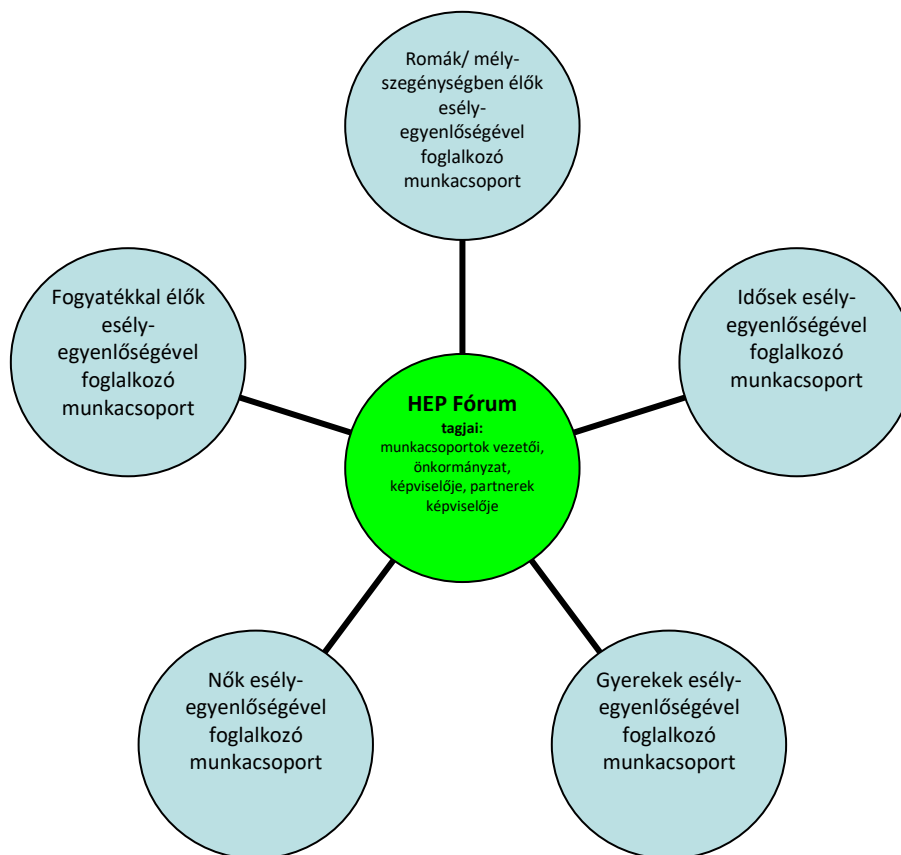 Romák/ mély-
szegénységben élők
esély-
egyenlőségével
foglalkozó
munkacsoport
Fogyatékkal élők
esély-
egyenlőségével
foglalkozó
munkacsoport
Idősek esély-
egyenlőségével
foglalkozó
munkacsoport
HEP Fórum
tagjai:
munkacsoportok vezetői,
önkormányzat,
képviselője, partnerek
képviselője
Nők esély-
egyenlőségével
foglalkozó
munkacsoport
Gyerekek esély-
egyenlőségével
foglalkozó
munkacsoport